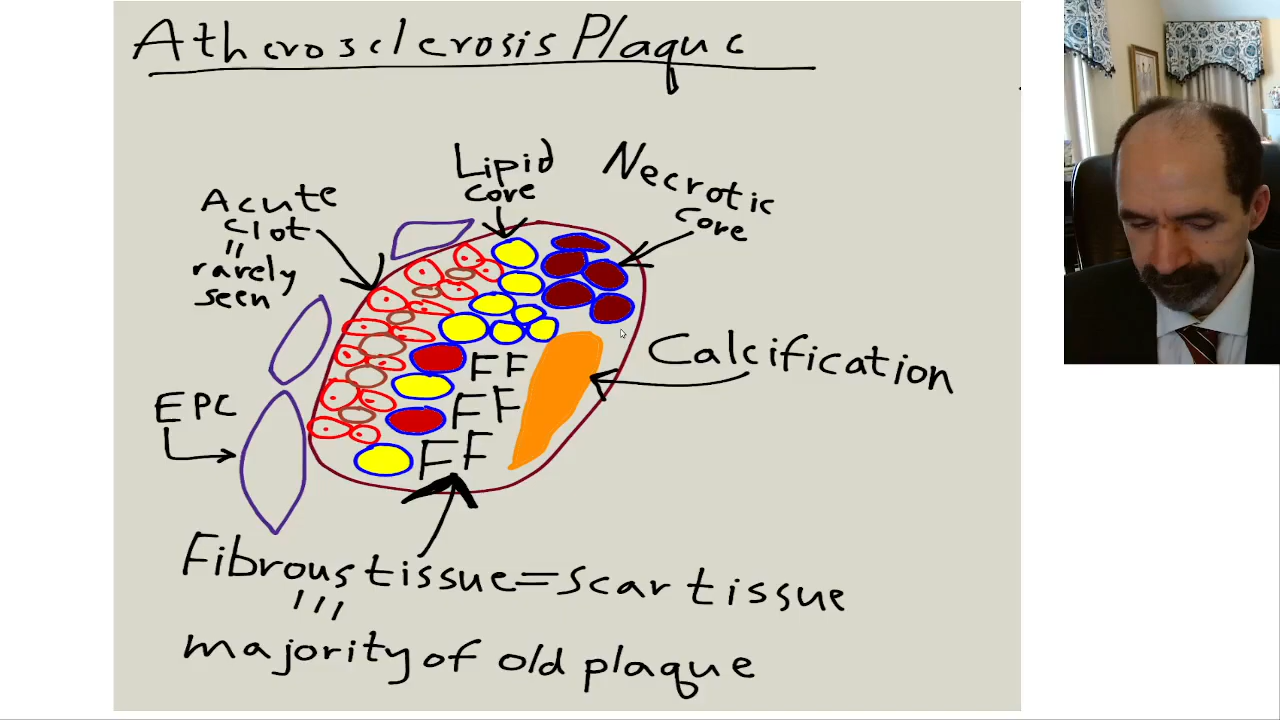 Atherosclerosis Plaque
Lipid
core
Necrotic
core
Acute
clot
"
rarely
seen
Calcification
FF
FF
FF
EPC
Fibrous tissue = scar tissue
majority of old plaque